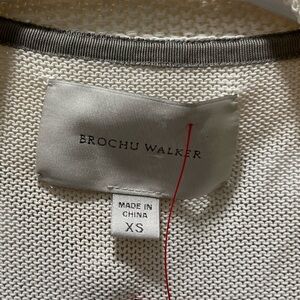 BROCHU WALKER
MADE IN
CHINA
XS